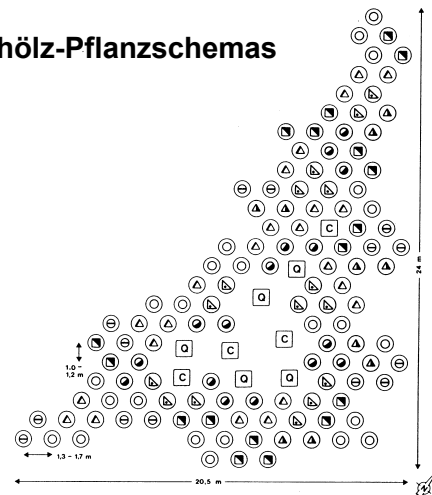 hölz-Pflanzschemas
C
Q
Q
C
Q
C
Q
Q
Q
24 m
1.0 –
1,2 m
1,3 – 1,7 m
20,5 m
N